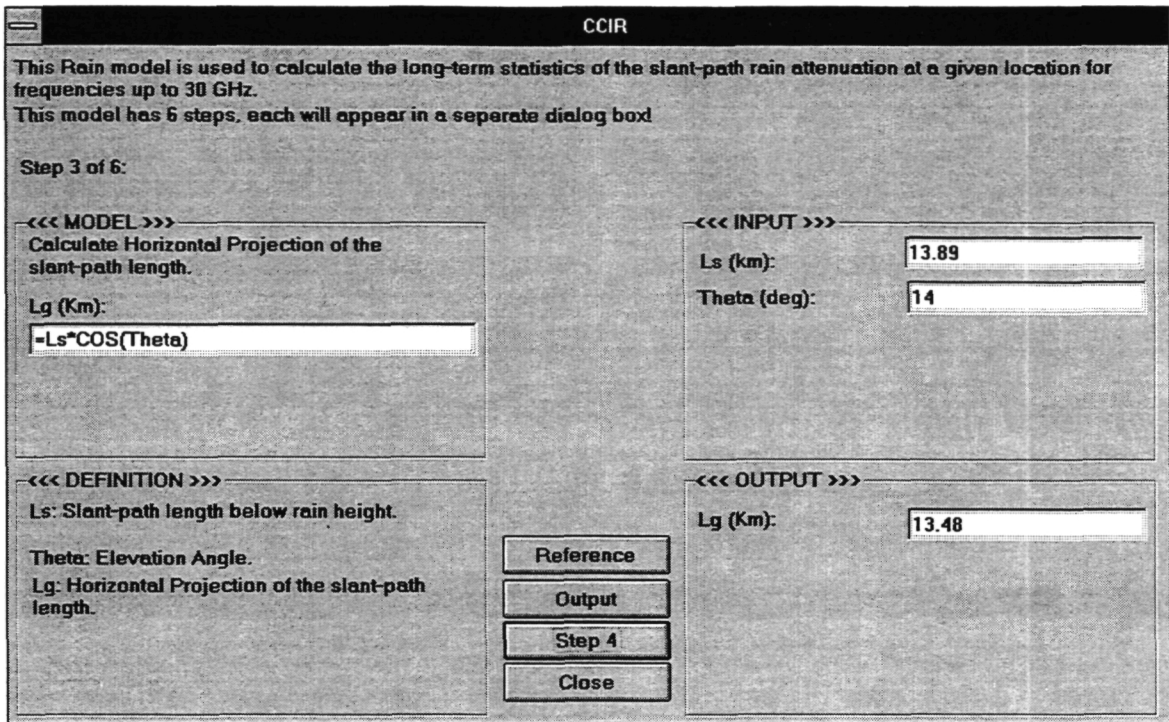 CCIR
This Rain model is used to calculate the long-term statistics of the slant-path rain attenuation at a given location for
frequencies up to 30 GHz.
This model has 6 steps, each will appear in a seperate dialog box!
Step 3 of 6:
<<< MODEL >>>
Calculate Horizontal Projection of the
slant-path length.
Lg (Km):
=Ls*COS(Theta)
<<< INPUT >>>
Ls (km):
13.89
Theta (deg):
14
<<< DEFINITION >>>
Ls: Slant-path length below rain height.
Theta: Elevation Angle.
Lg: Horizontal Projection of the slant-path
length.
Reference
Output
Step 4
Close
<<< OUTPUT >>>
Lg (Km):
13.48